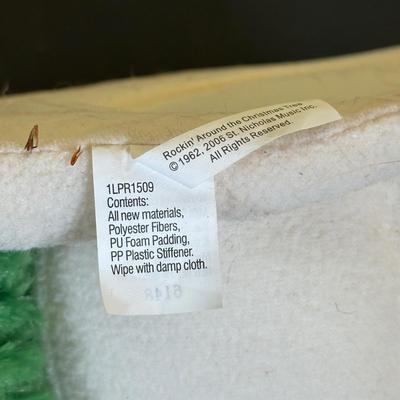 Rockin' Around the Christmas Tree
© 1962, 2006 St. Nicholas Music Inc.
All Rights Reserved.
1LPR1509
Contents:
All new materials,
Polyester Fibers,
PU Foam Padding,
PP Plastic Stiffener.
Wipe with damp cloth.